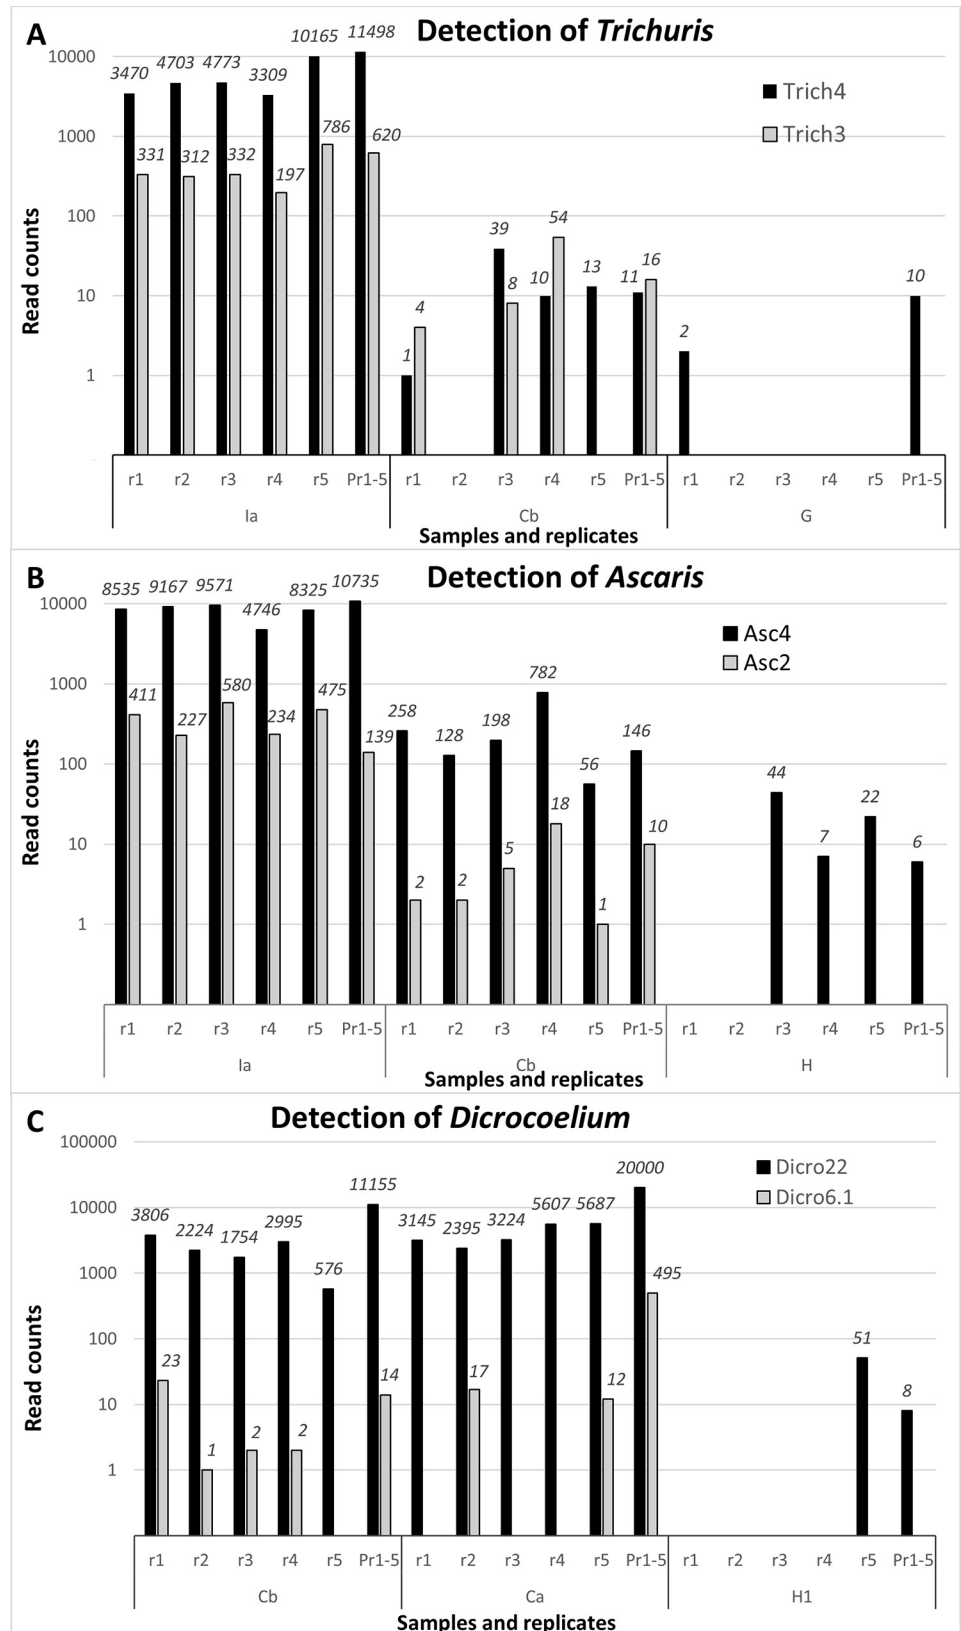 A
Detection of Trichuris
10165 11498
10000
3470 4703 4773 3309
Trich4
1000
786 620
Trich3
331 312 332 197
100
54
39
10
10 13 11 16 10
8
4
2
1
1
Read counts
r1 r2 r3 r4 r5 Pr1-5 r1 r2 r3 r4 r5 Pr1-5 r1 r2 r3 r4 r5 Pr1-5
Ia Cb G
Samples and replicates
B
Detection of Ascaris
8535 9167 9571 4746 8325 10735
10000
Asc4
Asc2
1000
782
411 227 580 234 475 139
258 128 198 56 146
100
44
22
18
10
10
7 6
5
2 2 1
1
Read counts
r1 r2 r3 r4 r5 Pr1-5 r1 r2 r3 r4 r5 Pr1-5 r1 r2 r3 r4 r5 Pr1-5
Ia Cb H
Samples and replicates
C
Detection of Dicrocoelium
100000
Dicro22
Dicro6.1
20000
11155
10000
3806 2224 1754 2995 576 3145 2395 3224 5607 5687
1000
495
100
51
23 14 17 12
10
8
1 2 2
1
Read counts
r1 r2 r3 r4 r5 Pr1-5 r1 r2 r3 r4 r5 Pr1-5 r1 r2 r3 r4 r5 Pr1-5
Cb Ca H1
Samples and replicates